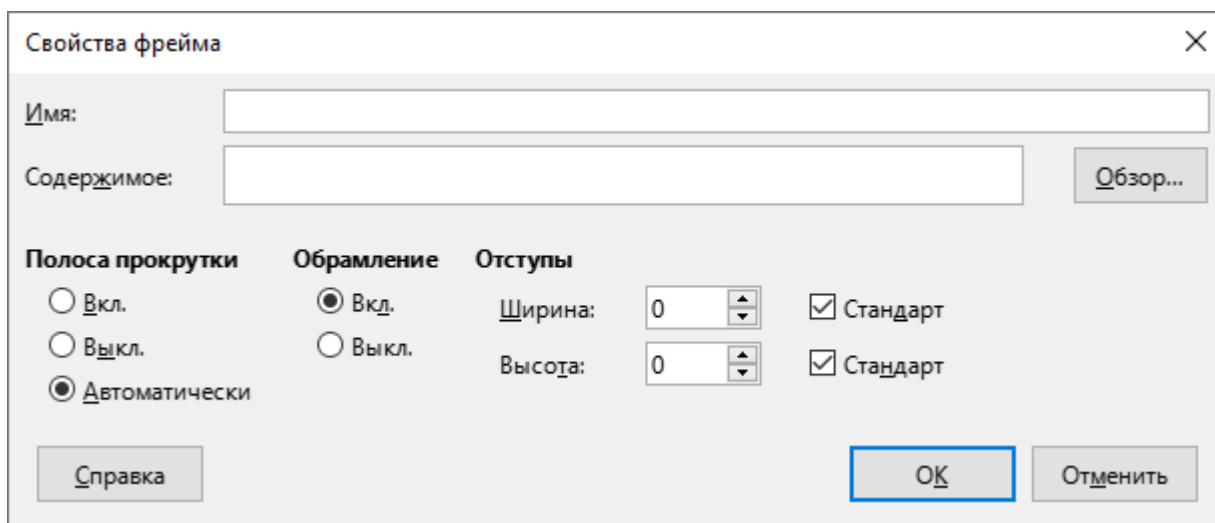 Свойства фрейма
Имя:
Содержимое: Обзор...
Полоса прокрутки Обрамление Отступы
Вкл. Вкл. Ширина: 0 Стандарт
Выкл. Выкл. Высота: 0 Стандарт
Автоматически
Справка ОК Отменить